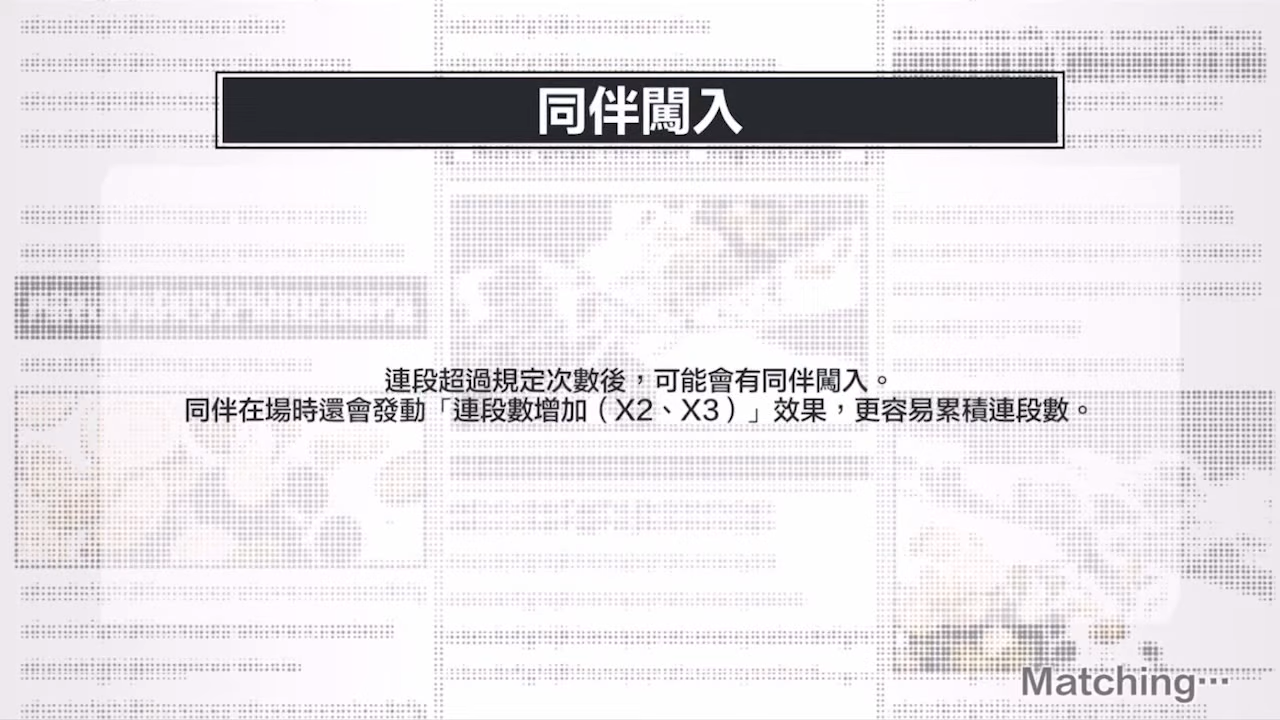 同伴闖入
連段超過規定次數後，可能會有同伴闖入。
同伴在場時還會發動「連段數增加（X2、X3）」效果，更容易累積連段數。
Matching…